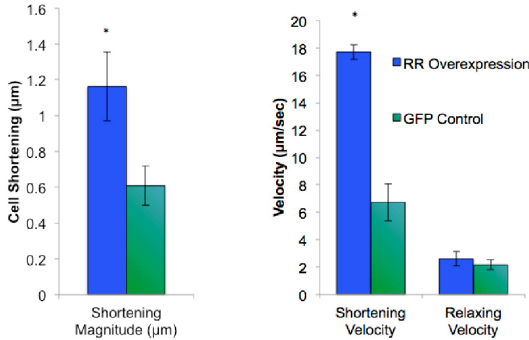 1.6
1.4
1.2
1
0.8
0.6
0.4
0.2
0
Cell Shortening (µm)
*
Shortening
Magnitude (µm)
20
18
16
14
12
10
8
6
4
2
0
Velocity (µm/sec)
*
RR Overexpression
GFP Control
Shortening
Velocity
Relaxing
Velocity